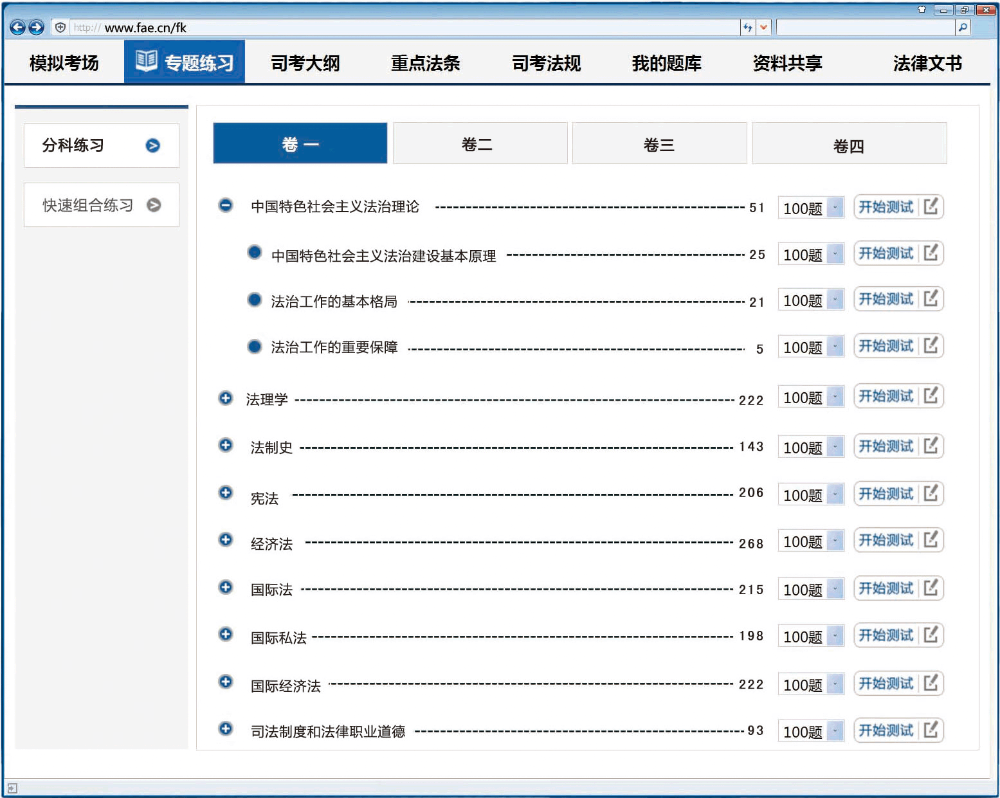 http:// www.fae.cn/fk
模拟考场 专题练习 司考大纲 重点法条 司考法规 我的题库 资料共享 法律文书
分科练习
快速组合练习
卷一 卷二 卷三 卷四
中国特色社会主义法治理论 51 100题 开始测试
中国特色社会主义法治建设基本原理 25 100题 开始测试
法治工作的基本格局 21 100题 开始测试
法治工作的重要保障 5 100题 开始测试
法理学 222 100题 开始测试
法制史 143 100题 开始测试
宪法 206 100题 开始测试
经济法 268 100题 开始测试
国际法 215 100题 开始测试
国际私法 198 100题 开始测试
国际经济法 222 100题 开始测试
司法制度和法律职业道德 93 100题 开始测试